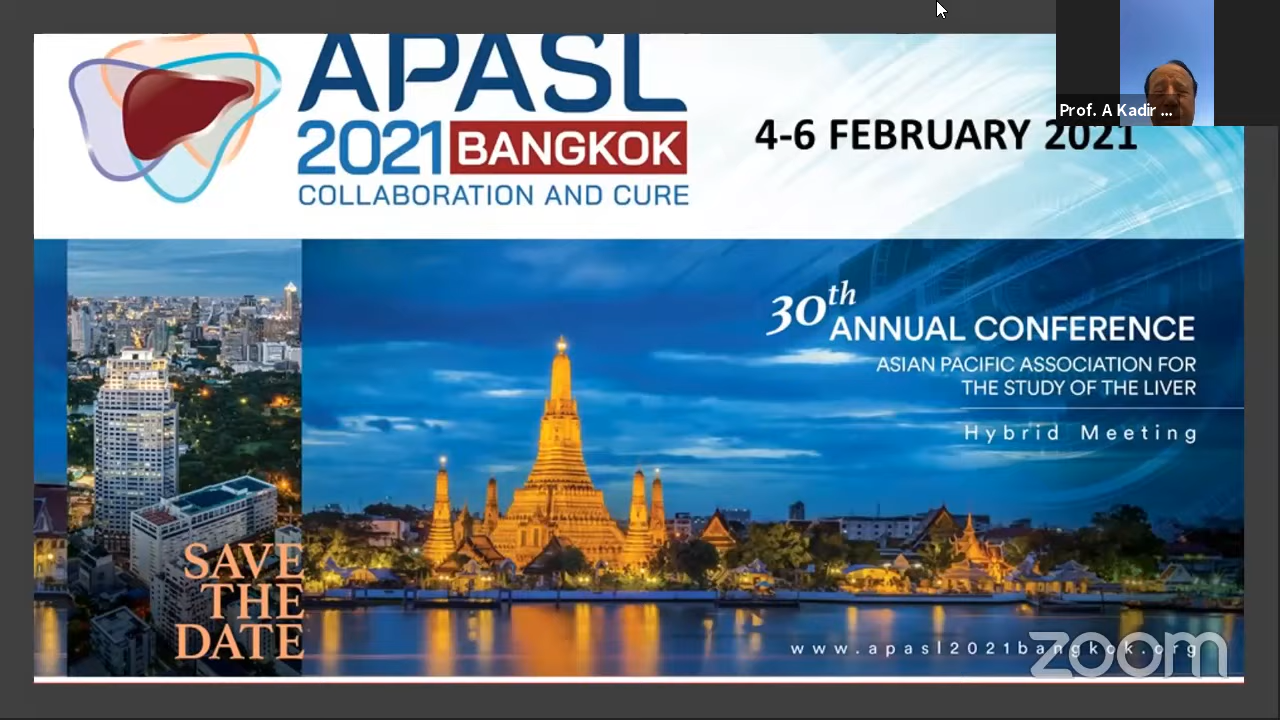 APASL
2021 BANGKOK
COLLABORATION AND CURE
4-6 FEBRUARY 2021
Prof. A Kadir ...
30th
ANNUAL CONFERENCE
ASIAN PACIFIC ASSOCIATION FOR
THE STUDY OF THE LIVER
Hybrid Meeting
SAVE
THE
DATE
www.apasl2021bangkok.org
zoom